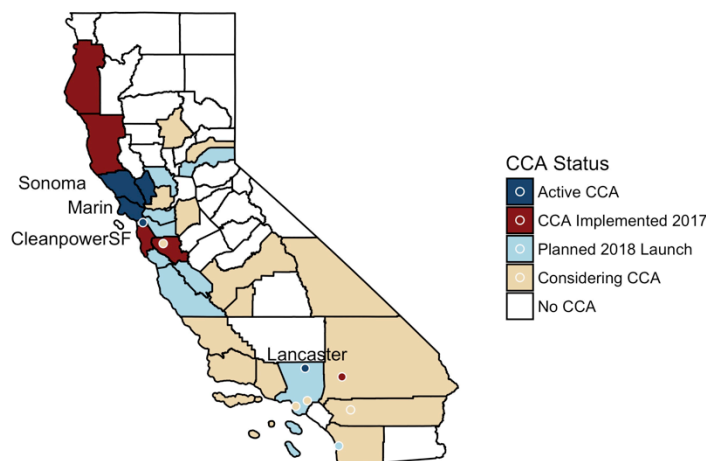 Sonoma
Marin
CleanpowerSF
Lancaster
CCA Status
Active CCA
CCA Implemented 2017
Planned 2018 Launch
Considering CCA
No CCA